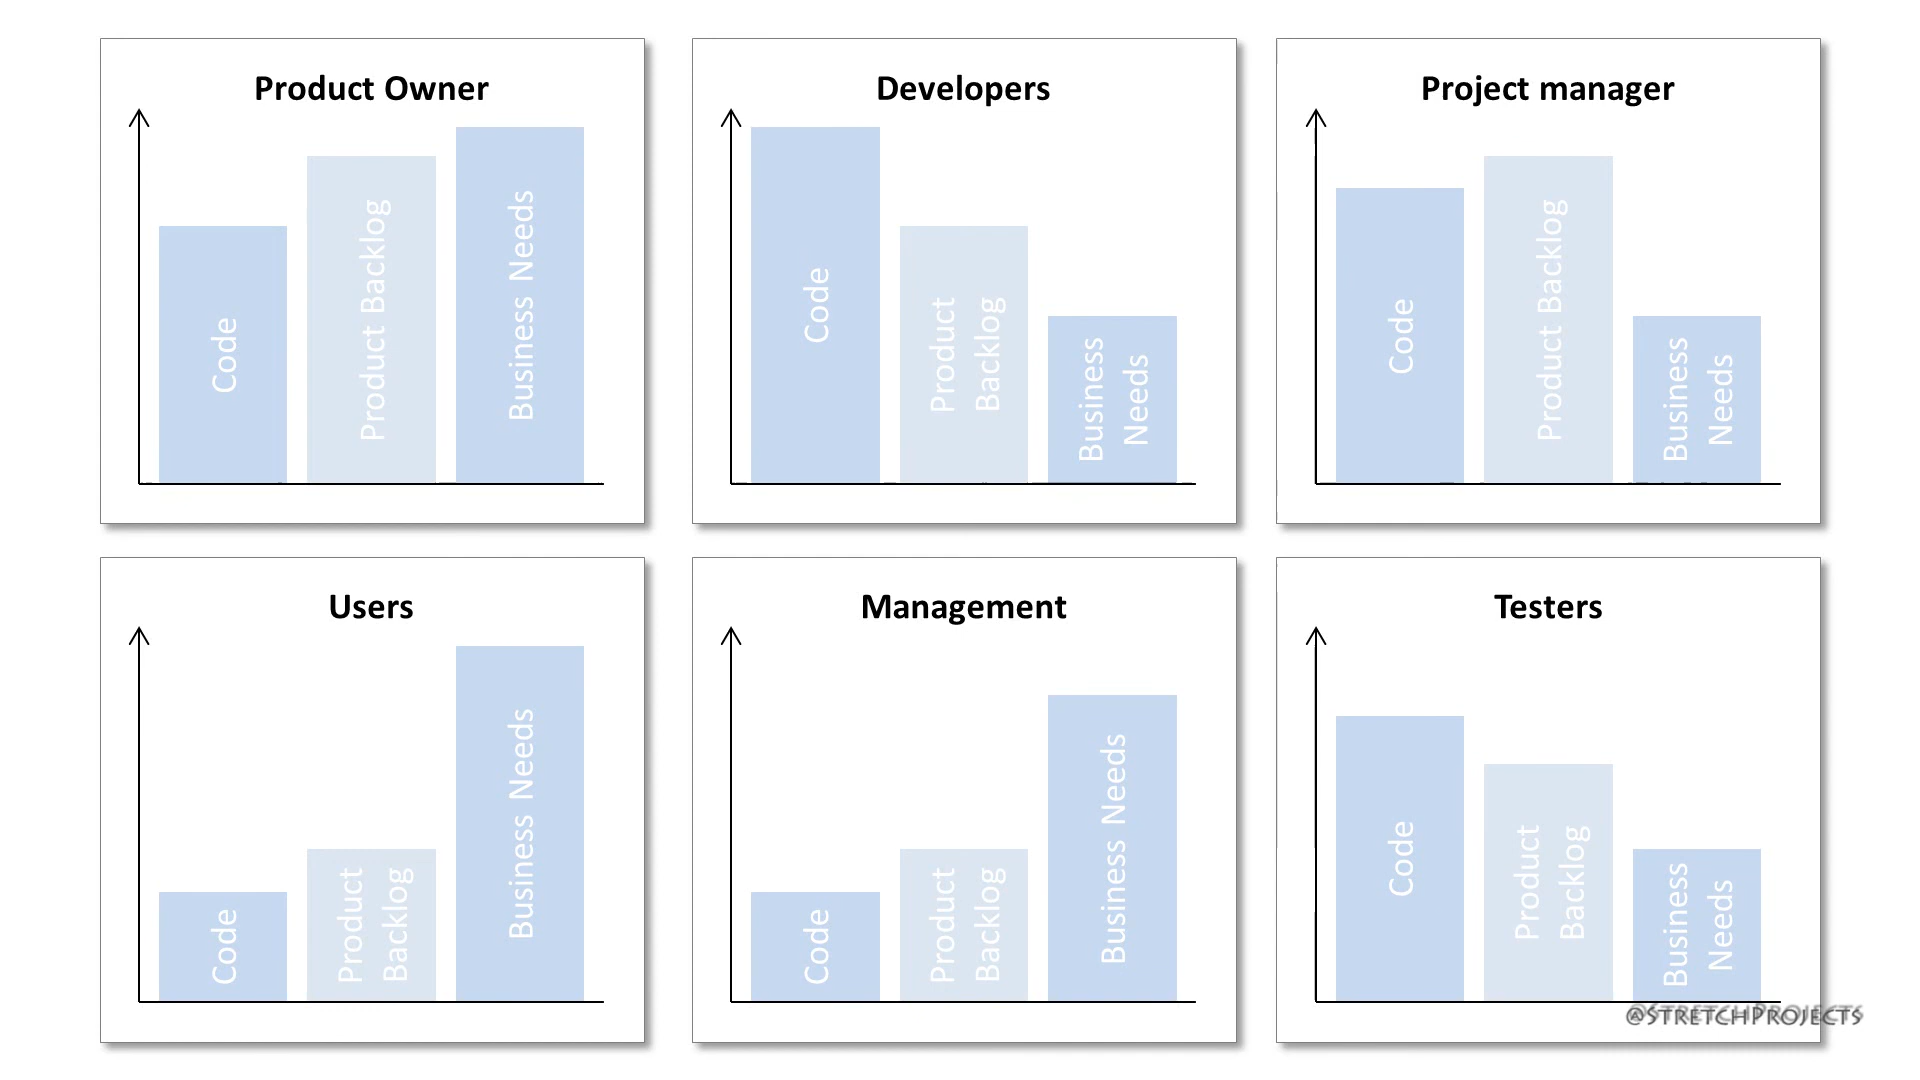 Product Owner
Code
Product Backlog
Business Needs
Developers
Code
Product
Backlog
Business
Needs
Project manager
Code
Product Backlog
Business
Needs
Users
Code
Product
Backlog
Business Needs
Management
Code
Product
Backlog
Business Needs
Testers
Code
Product
Backlog
Business
Needs
@StretchProjects